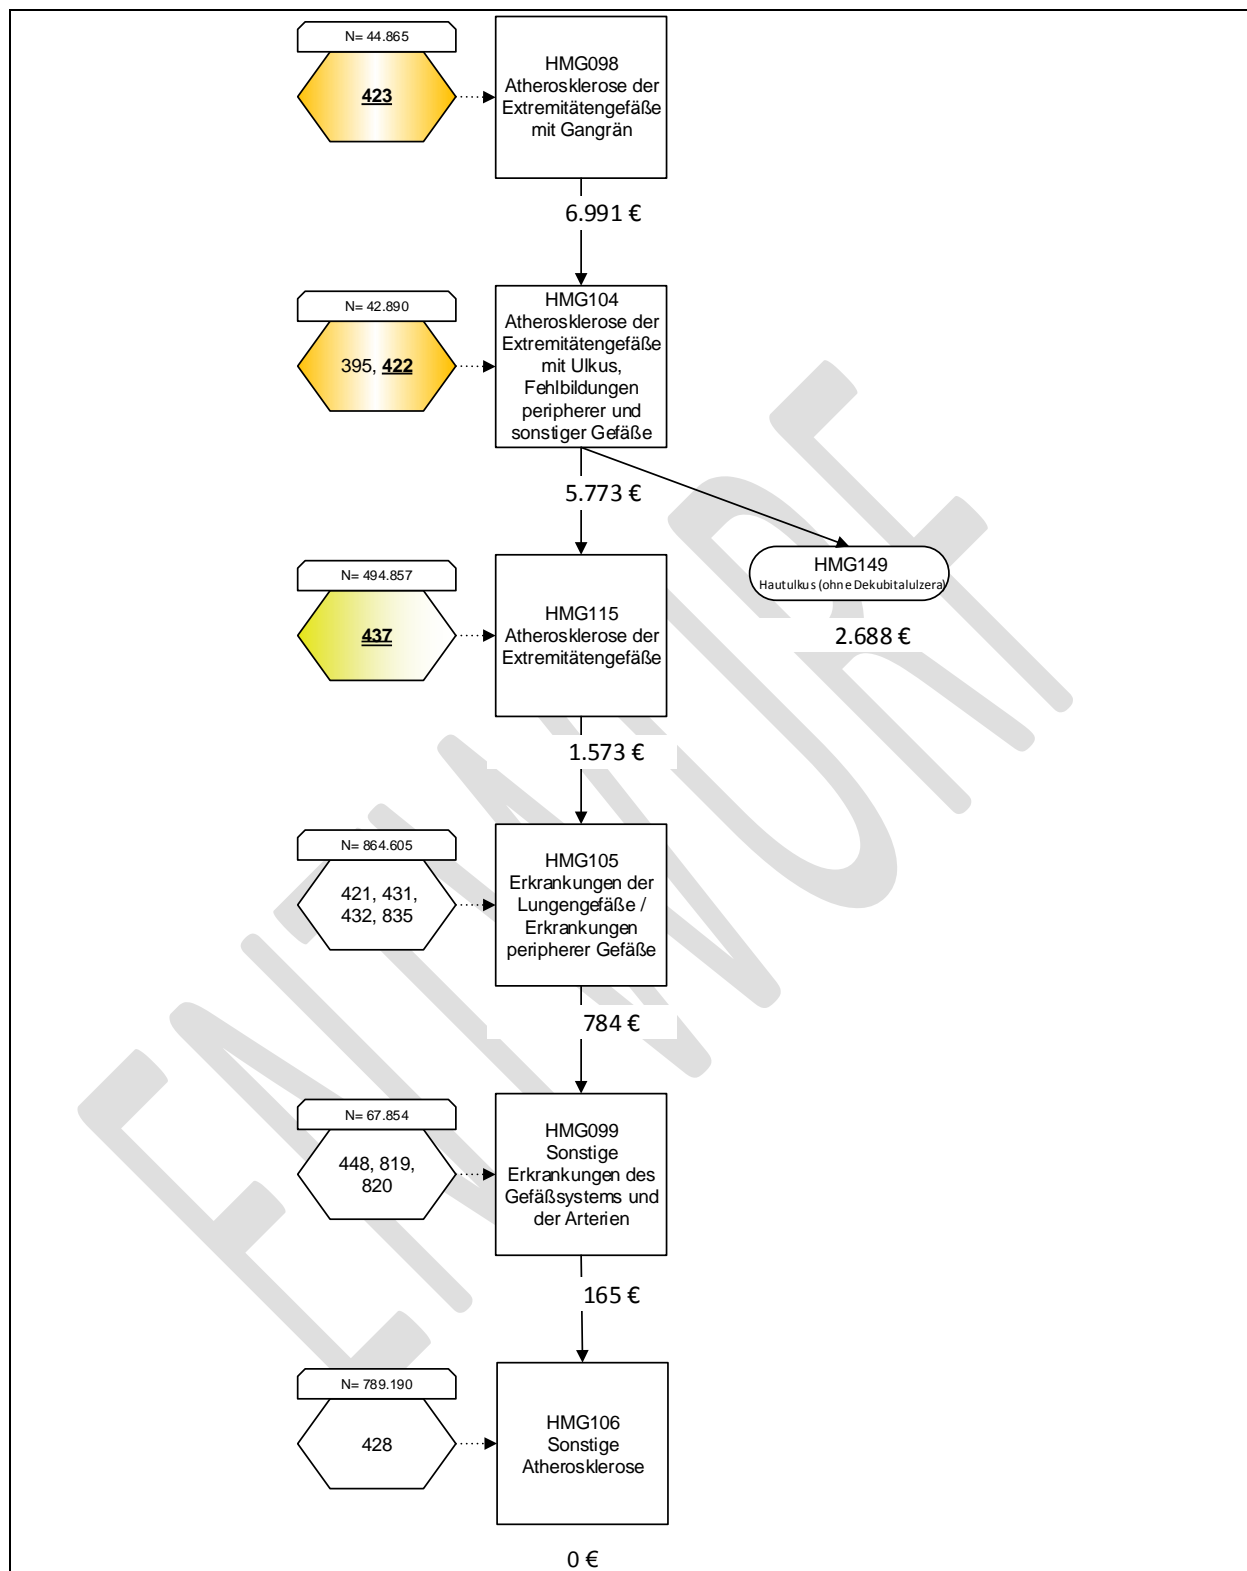 N= 44.865
423
HMG098
Atherosklerose der
Extremitätengefäße
mit Gangrän
6.991 €
N= 42.890
395, 422
HMG104
Atherosklerose der
Extremitätengefäße
mit Ulkus,
Fehlbildungen
peripherer und
sonstiger Gefäße
5.773 €
HMG149
Hautulkus (ohne Dekubitalulzera)
2.688 €
N= 494.857
437
HMG115
Atherosklerose der
Extremitätengefäße
1.573 €
N= 864.605
421, 431,
432, 835
HMG105
Erkrankungen der
Lungengefäße /
Erkrankungen
peripherer Gefäße
784 €
N= 67.854
448, 819,
820
HMG099
Sonstige
Erkrankungen des
Gefäßsystems und
der Arterien
165 €
N= 789.190
428
HMG106
Sonstige
Atherosklerose
0 €
ENTWURF